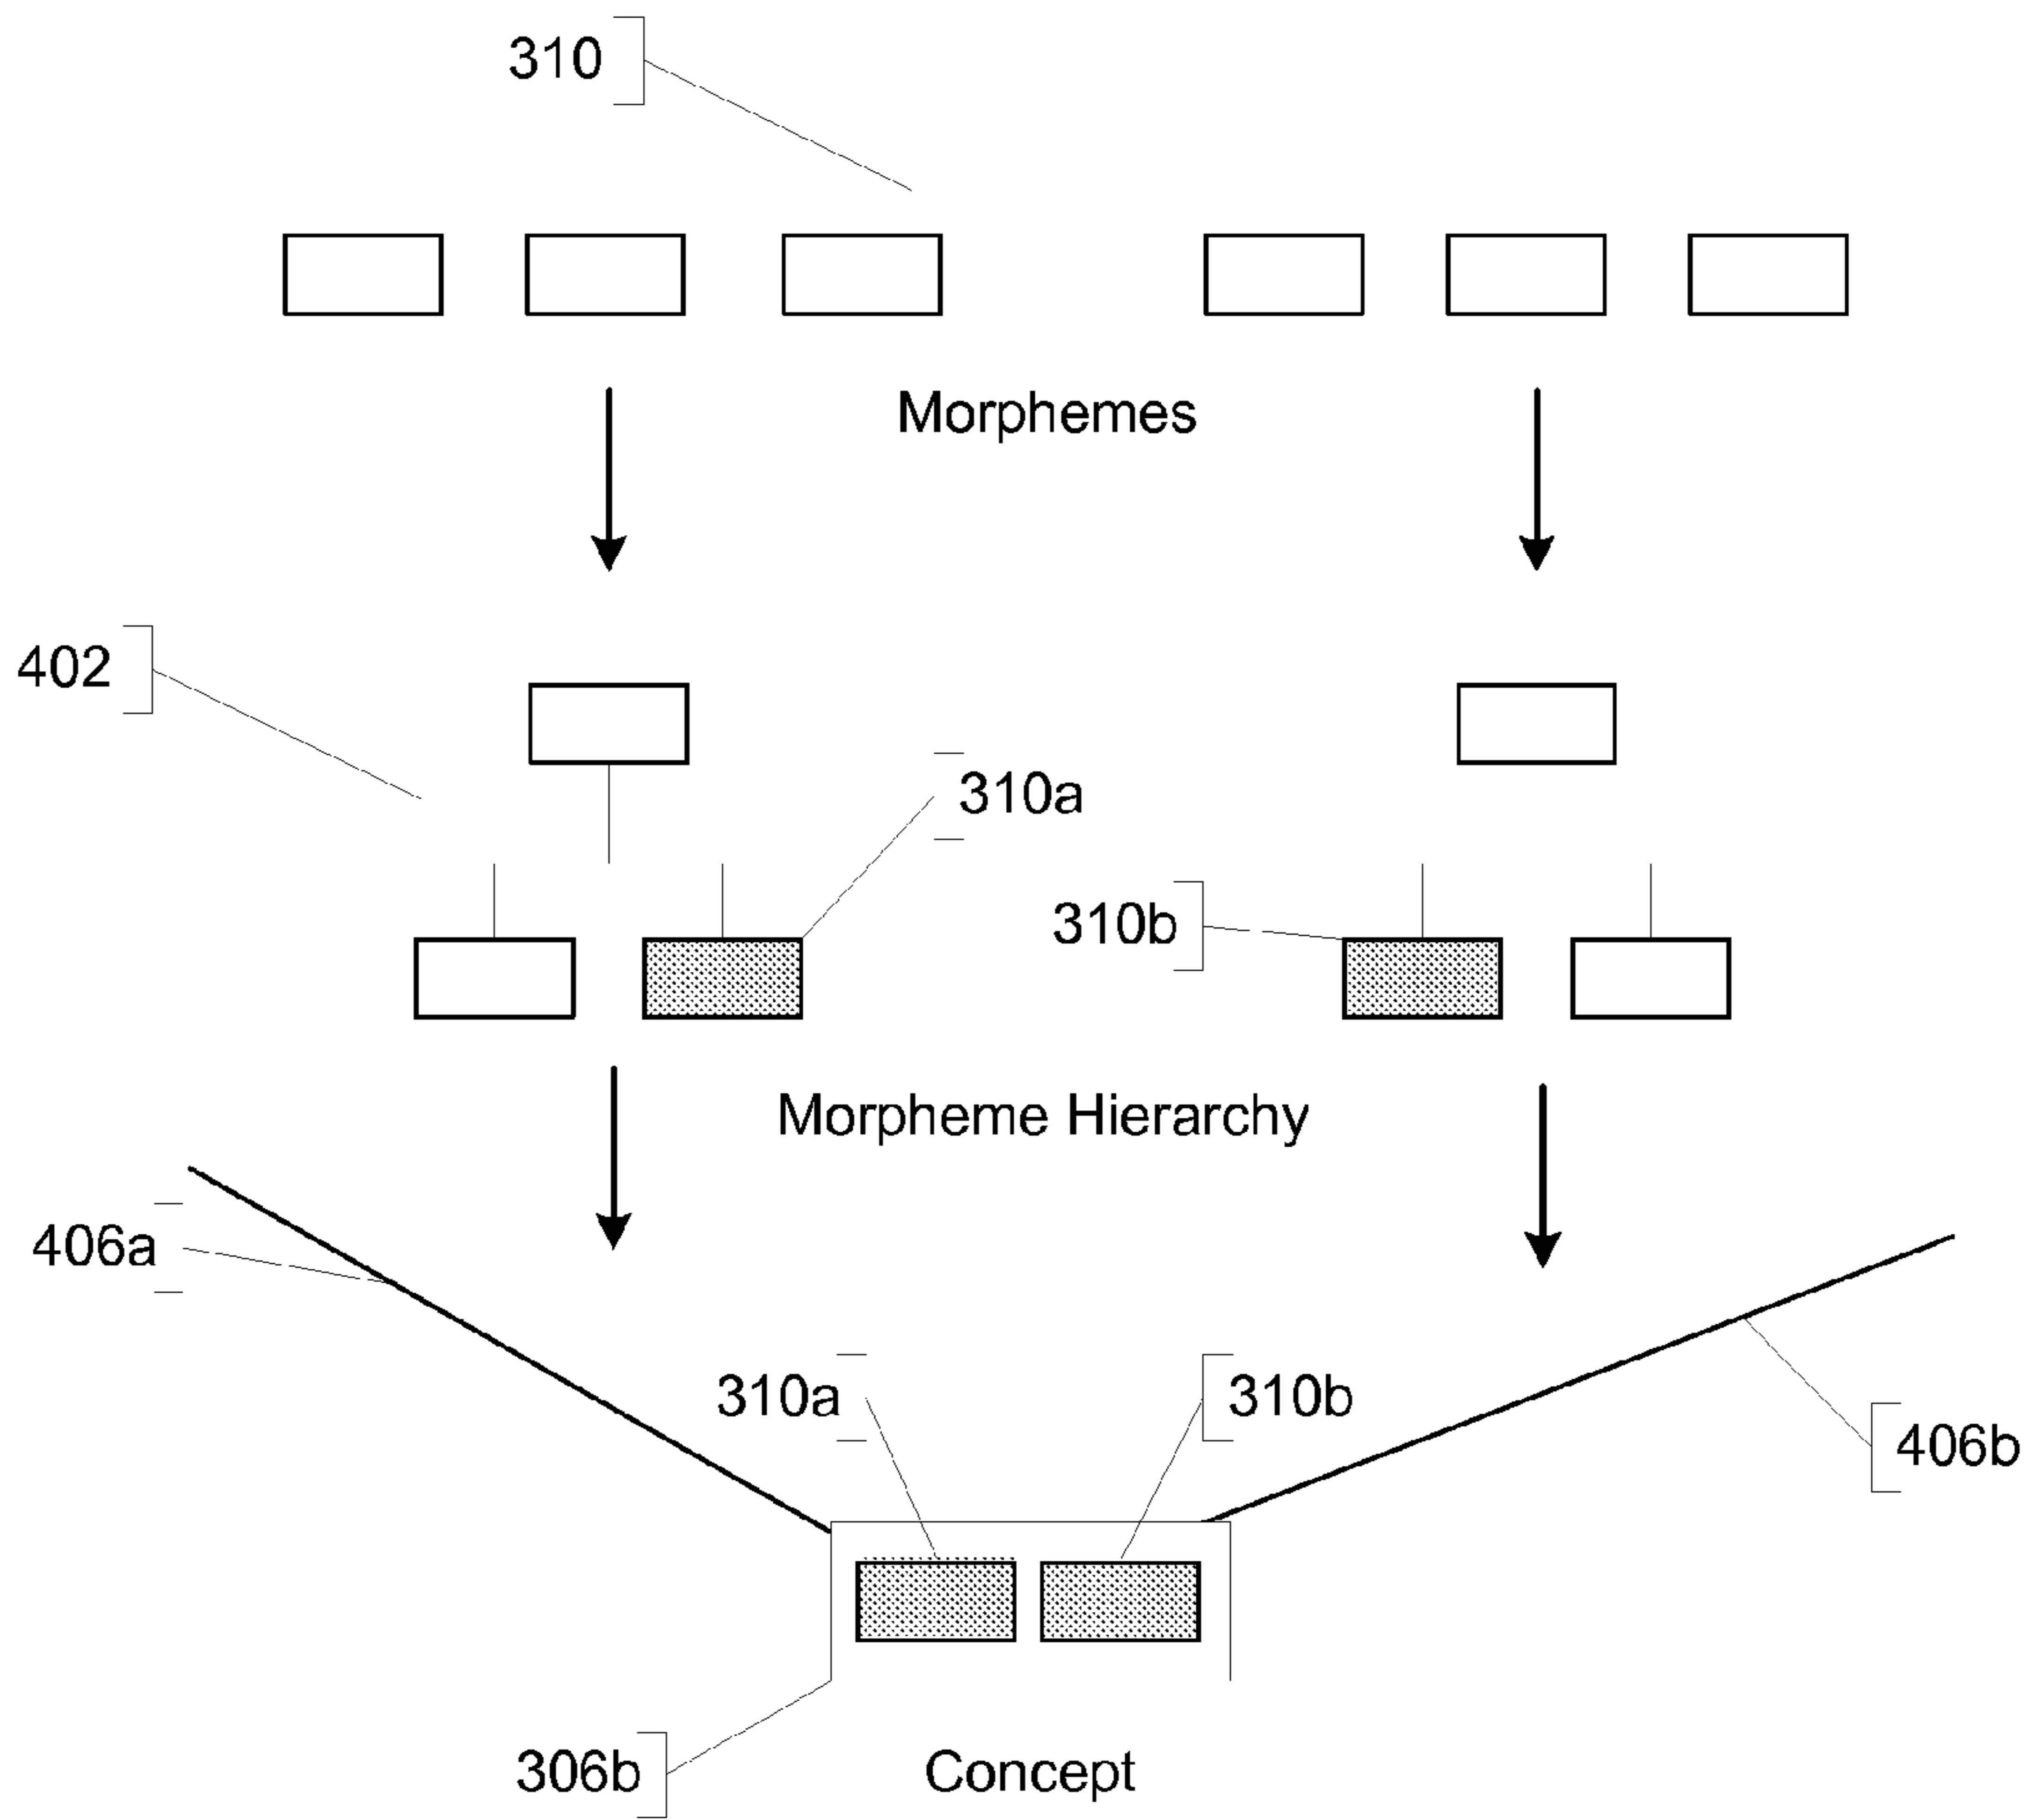 310
Morphemes
402
310a
310b
Morpheme Hierarchy
406a
310a
310b
406b
306b
Concept